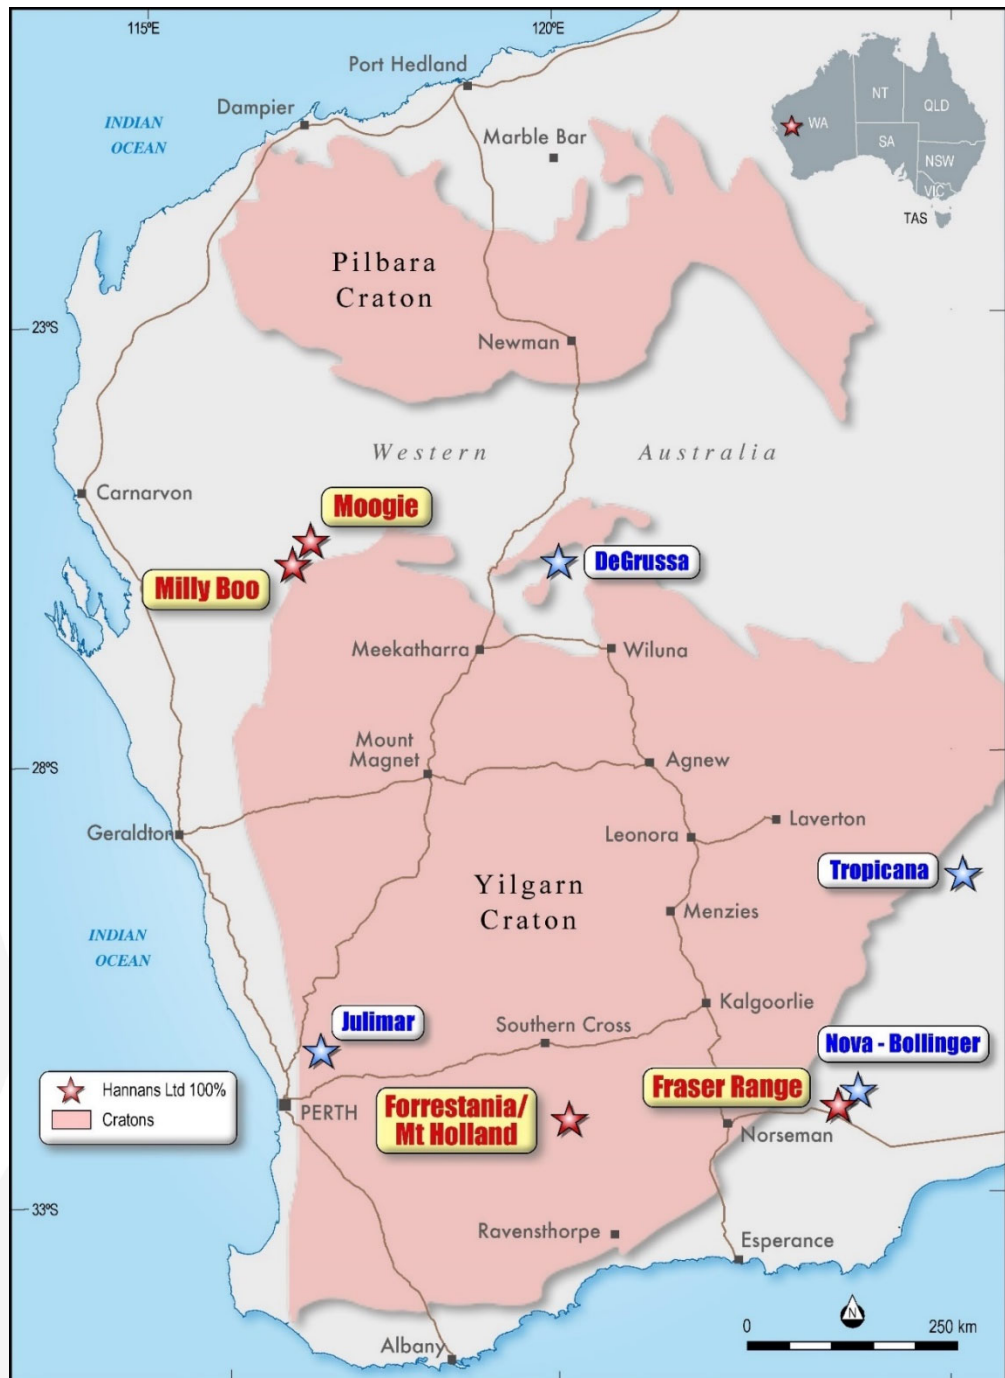 115ºE
120ºE
Port Hedland
Dampier
INDIAN
OCEAN
Marble Bar
NT
QLD
WA
SA
NSW
VIC
TAS
Pilbara
Craton
23ºS
Newman
Western Australia
Carnarvon
Moogie
Milly Boo
DeGrussa
Meekatharra
Wiluna
Mount
Magnet
Agnew
28ºS
Geraldton
Leonora
Laverton
Tropicana
Yilgarn
Craton
Menzies
INDIAN
OCEAN
Kalgoorlie
Julimar
Southern Cross
Nova - Bollinger
Fraser Range
Hannans Ltd 100%
Cratons
PERTH
Forrestania/
Mt Holland
Norseman
33ºS
Ravensthorpe
Esperance
N
0 250 km
Albany